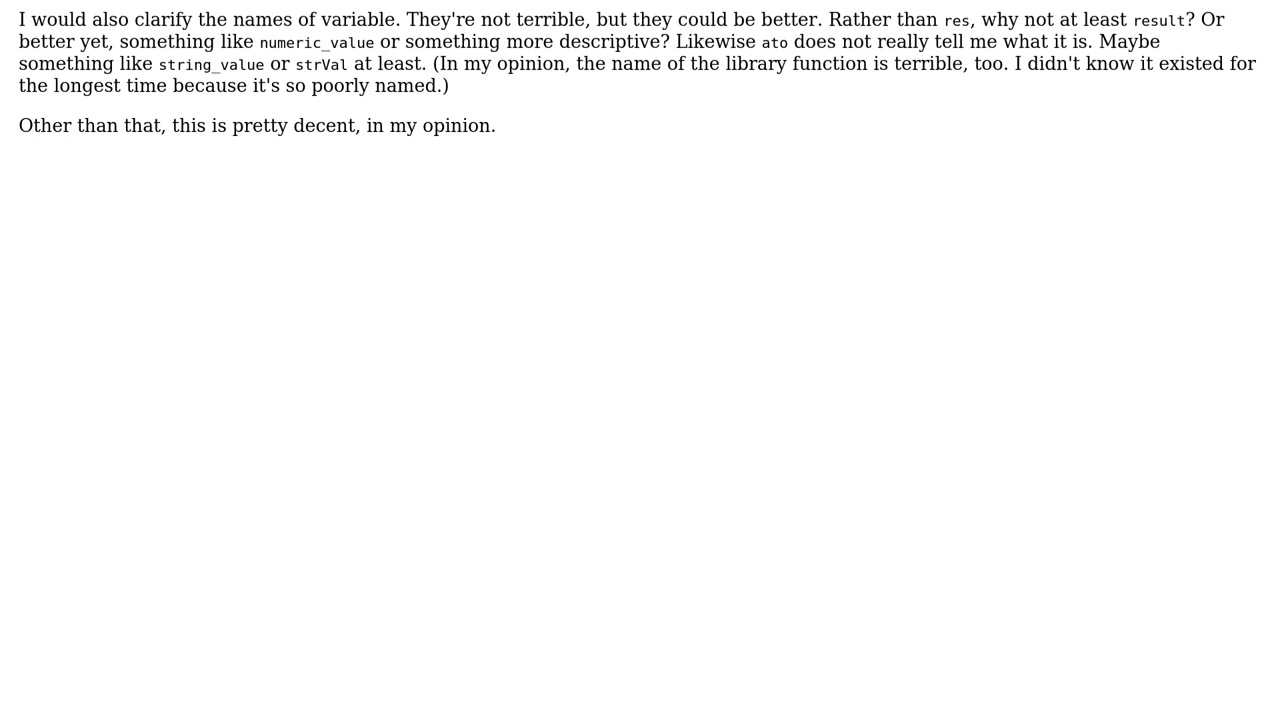 I would also clarify the names of variable. They're not terrible, but they could be better. Rather than res, why not at least result? Or
better yet, something like numeric_value or something more descriptive? Likewise ato does not really tell me what it is. Maybe
something like string_value or strVal at least. (In my opinion, the name of the library function is terrible, too. I didn't know it existed for
the longest time because it's so poorly named.)
Other than that, this is pretty decent, in my opinion.